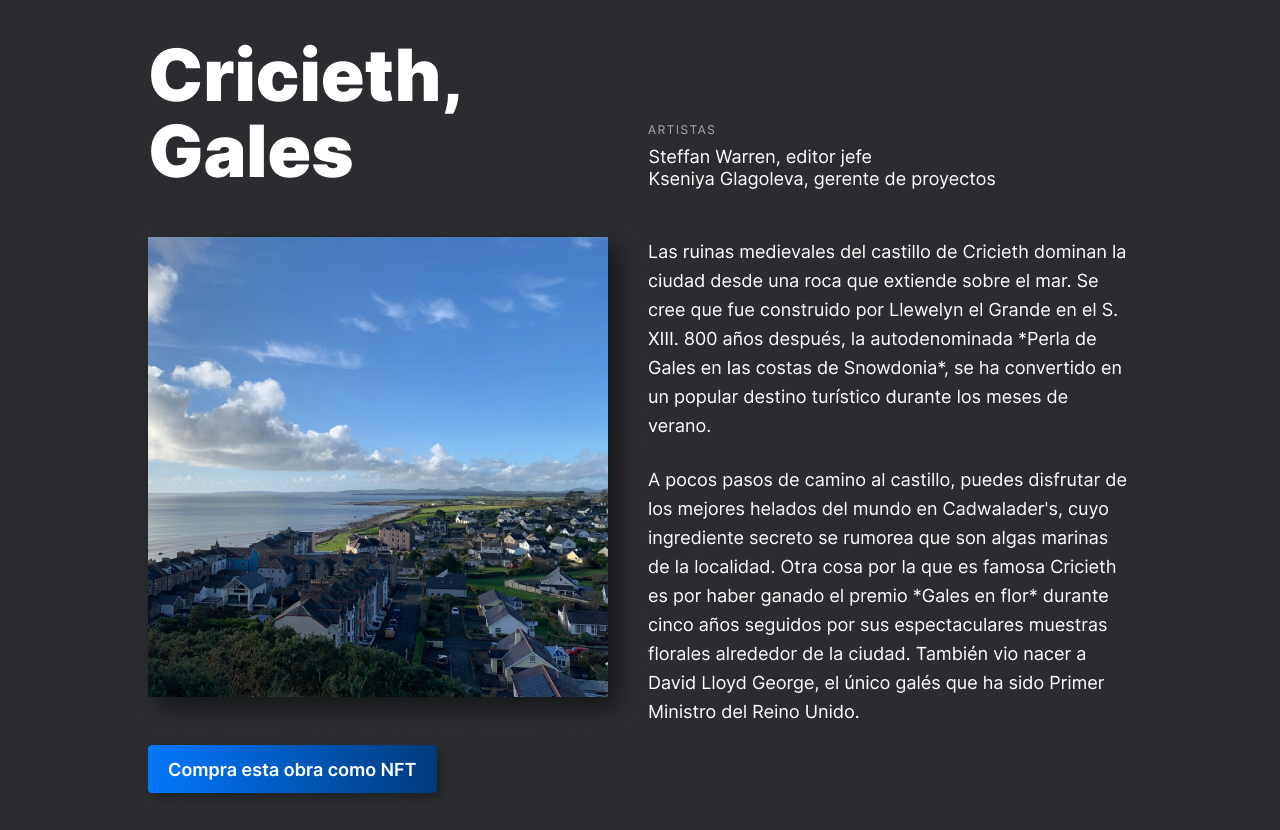 Cricieth,
Gales
ARTISTAS
Steffan Warren, editor jefe
Kseniya Glagoleva, gerente de proyectos
Las ruinas medievales del castillo de Cricieth dominan la
ciudad desde una roca que extiende sobre el mar. Se
cree que fue construido por Llewelyn el Grande en el S.
XIII. 800 años después, la autodenominada *Perla de
Gales en las costas de Snowdonia*, se ha convertido en
un popular destino turístico durante los meses de
verano.
A pocos pasos de camino al castillo, puedes disfrutar de
los mejores helados del mundo en Cadwalader's, cuyo
ingrediente secreto se rumorea que son algas marinas
de la localidad. Otra cosa por la que es famosa Cricieth
es por haber ganado el premio *Gales en flor* durante
cinco años seguidos por sus espectaculares muestras
florales alrededor de la ciudad. También vio nacer a
David Lloyd George, el único galés que ha sido Primer
Ministro del Reino Unido.
Compra esta obra como NFT